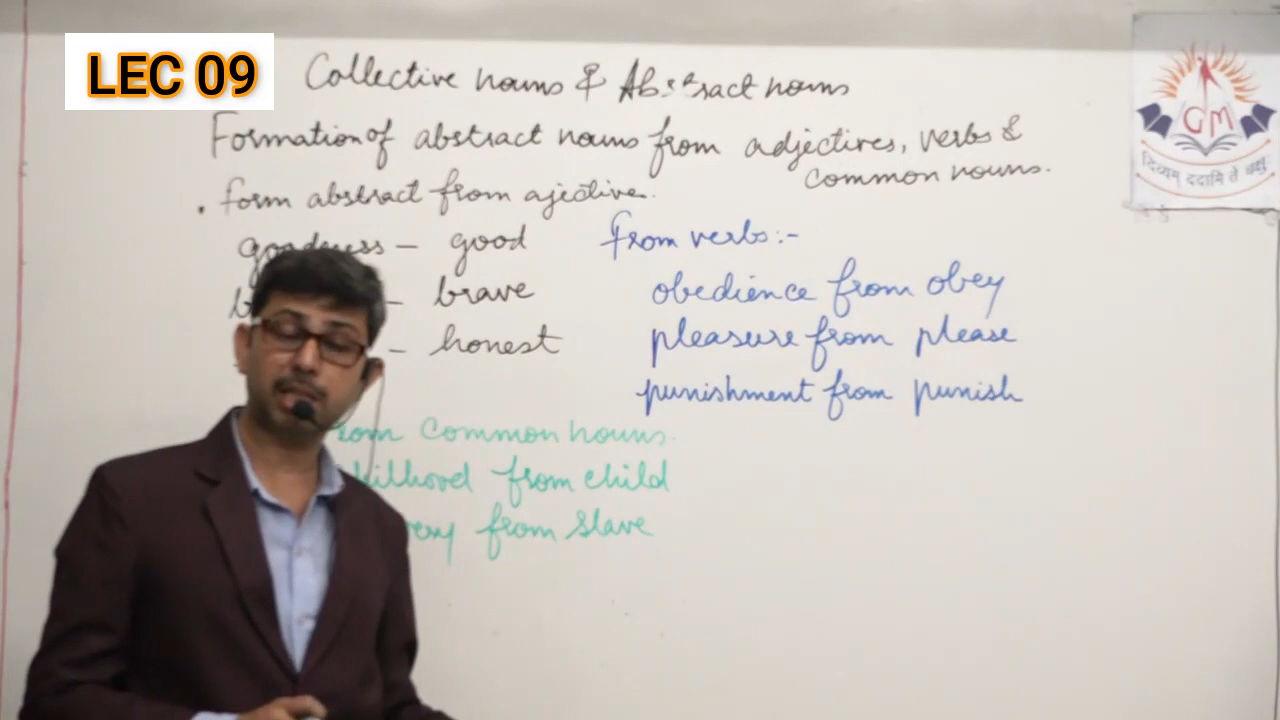 LEC 09
Collective nouns & Abstract nouns
Formation of abstract nouns from adjectives, verbs &
common nouns.
. form abstract from ajective.
goodness – good
– brave
– honest
from verbs:-
obedience from obey
pleasure from please
punishment from punish
common nouns.
from child
from slave
GM
दिव्यम् ददामि ते चक्षुः